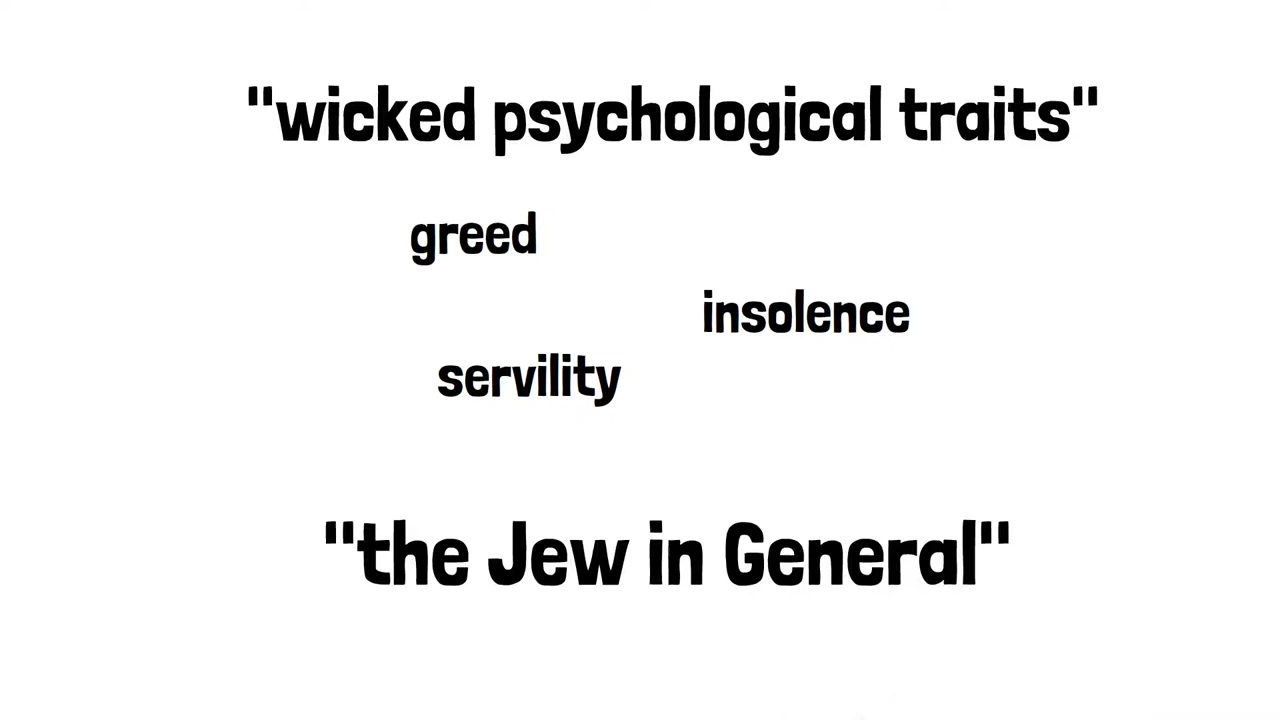 "wicked psychological traits"
greed
insolence
servility
"the Jew in General"